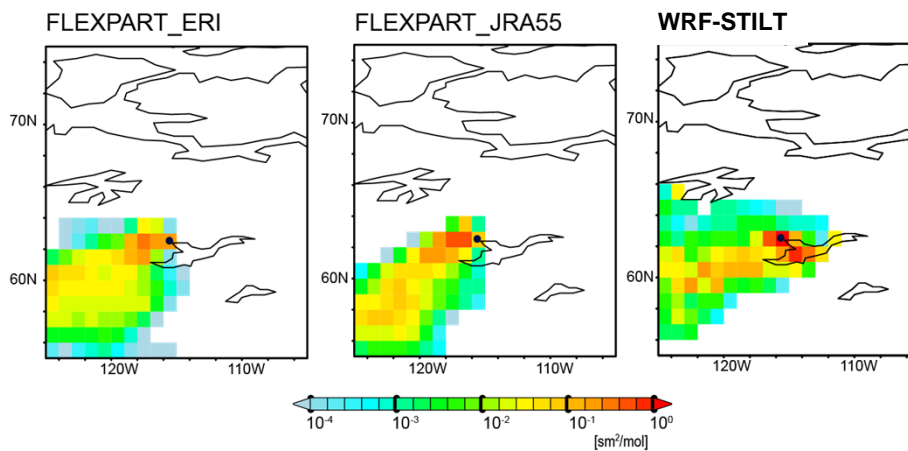 FLEXPART_ERI
FLEXPART_JRA55
WRF-STILT
70N
60N
120W
110W
70N
60N
120W
110W
70N
60N
120W
110W
10⁻⁴
10⁻³
10⁻²
10⁻¹
10⁰
[sm²/mol]